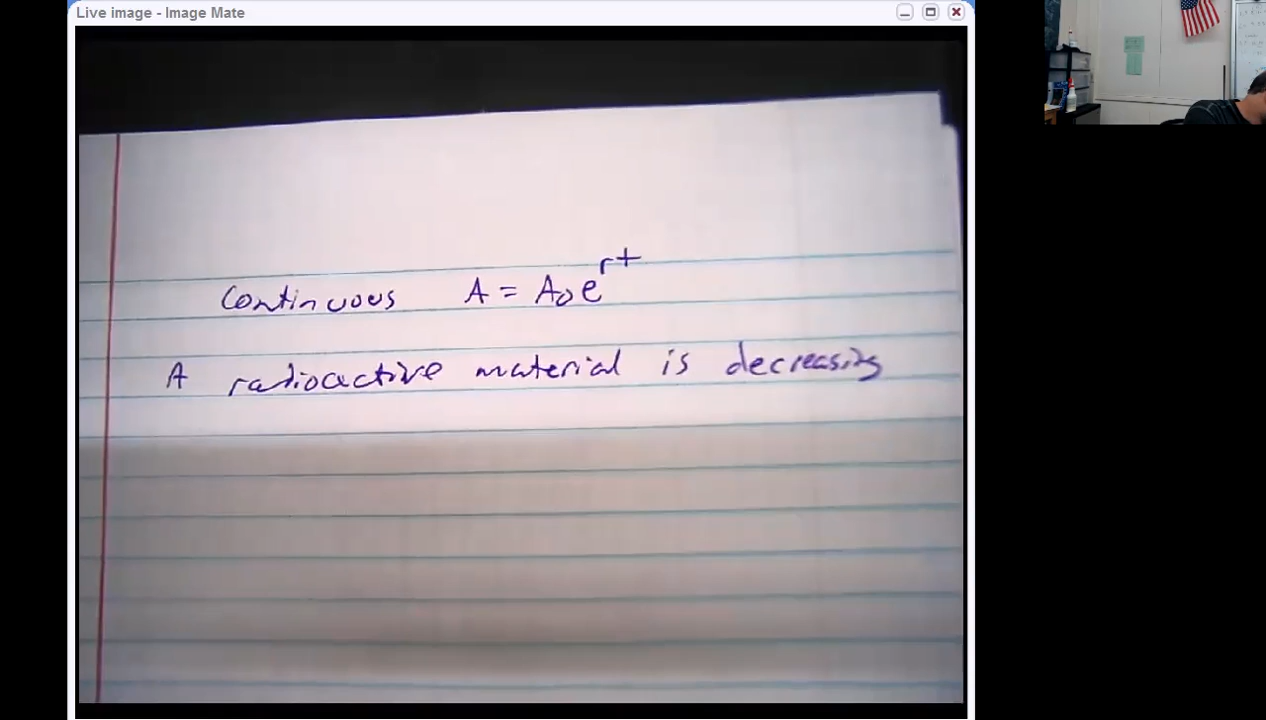 Live image - Image Mate
Continuous A = A₀e^{rt}
A radioactive material is decreasing